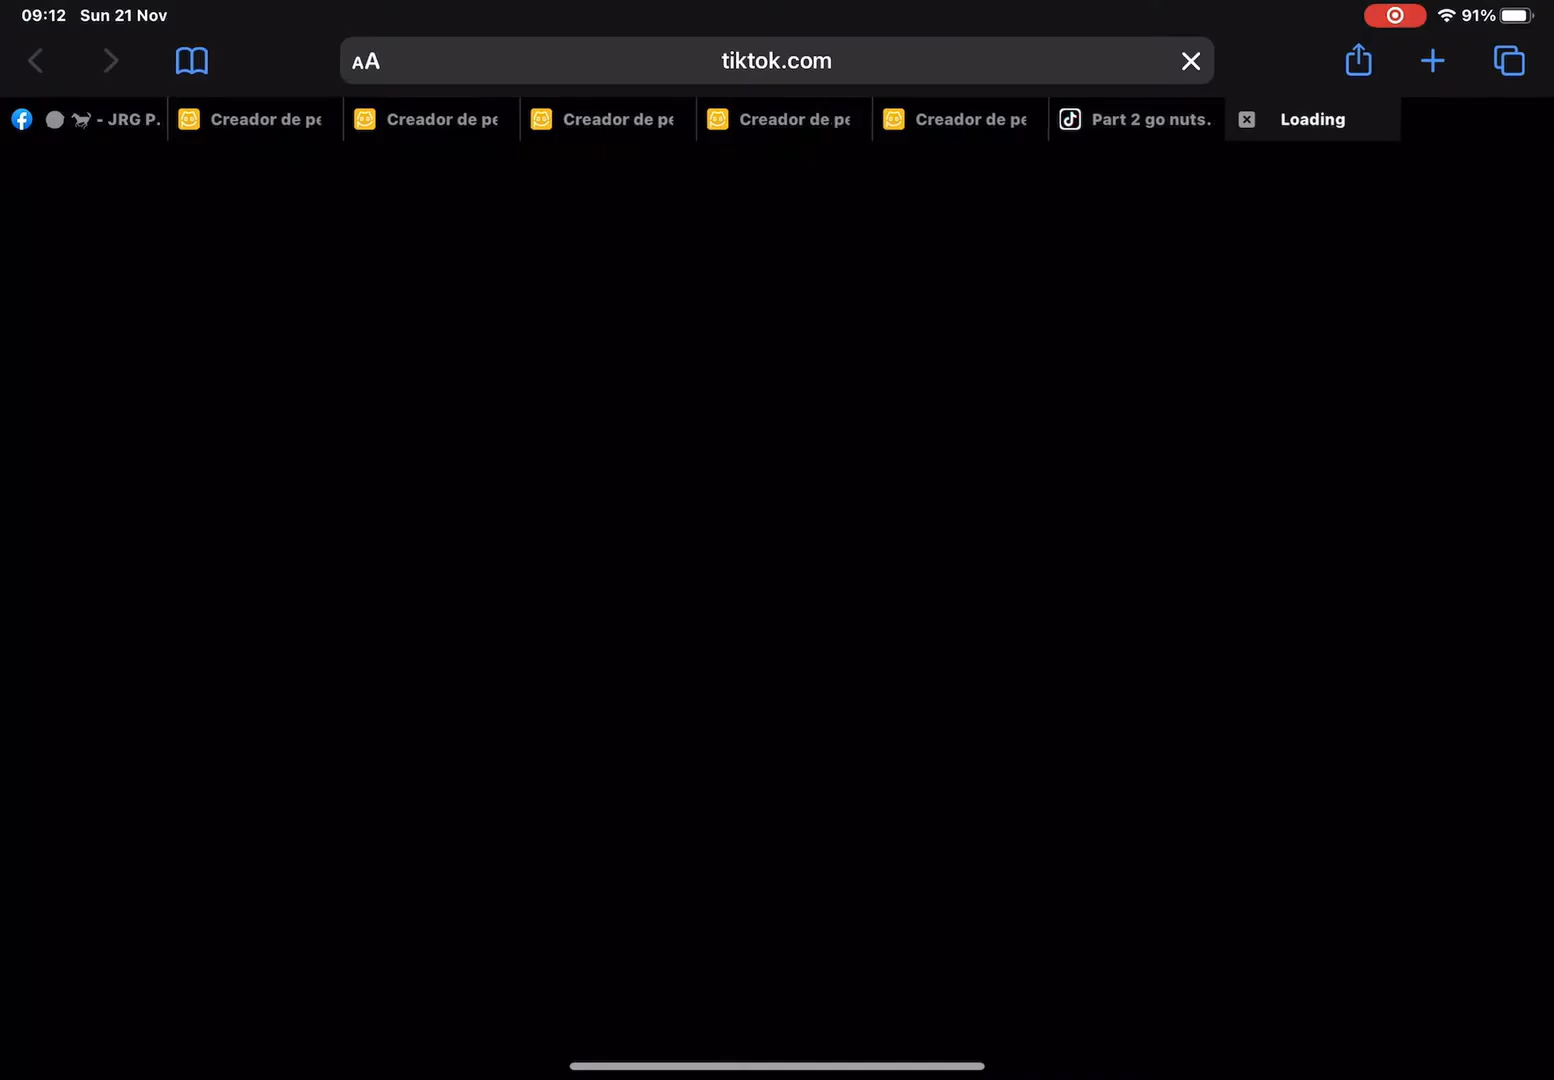 09:12 Sun 21 Nov 91%
AA tiktok.com
- JRG P. Creador de pe Creador de pe Creador de pe Creador de pe Creador de pe Part 2 go nuts. Loading